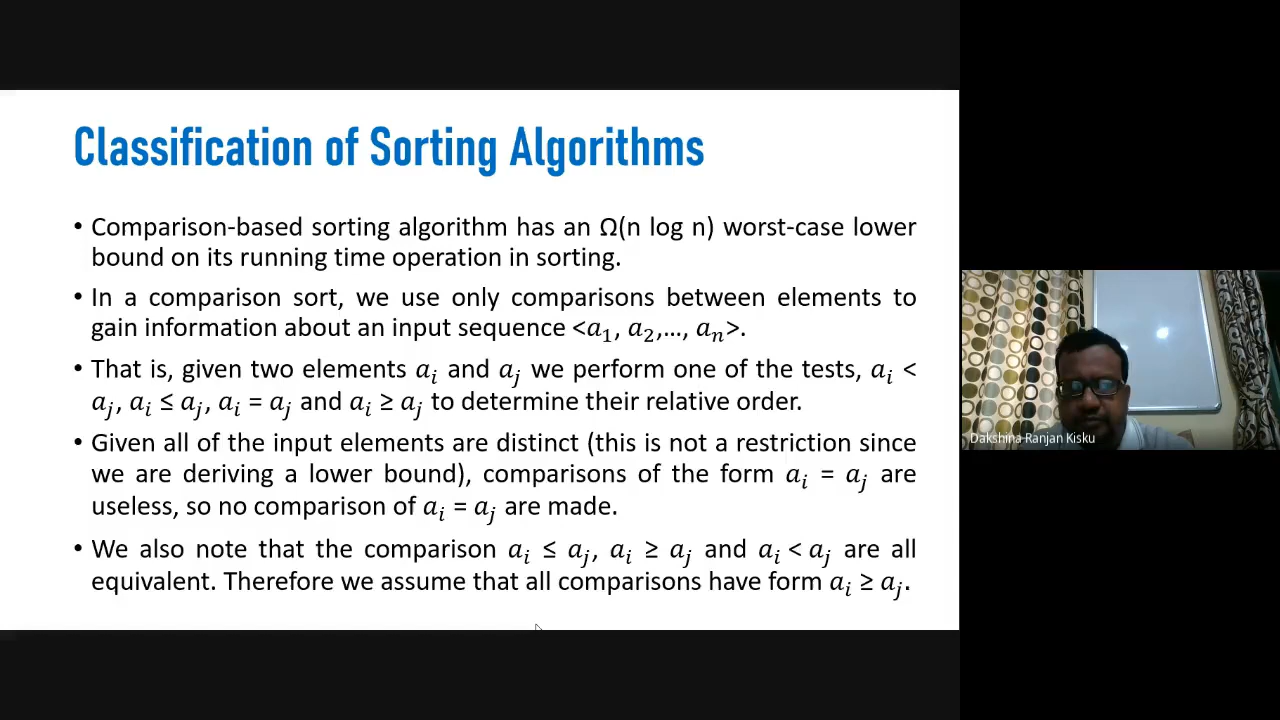 Classification of Sorting Algorithms
• Comparison-based sorting algorithm has an Ω(n log n) worst-case lower
bound on its running time operation in sorting.
• In a comparison sort, we use only comparisons between elements to
gain information about an input sequence <a₁, a₂,..., aₙ>.
• That is, given two elements aᵢ and aⱼ we perform one of the tests, aᵢ <
aⱼ, aᵢ ≤ aⱼ, aᵢ = aⱼ and aᵢ ≥ aⱼ to determine their relative order.
• Given all of the input elements are distinct (this is not a restriction since
we are deriving a lower bound), comparisons of the form aᵢ = aⱼ are
useless, so no comparison of aᵢ = aⱼ are made.
• We also note that the comparison aᵢ ≤ aⱼ, aᵢ ≥ aⱼ and aᵢ < aⱼ are all
equivalent. Therefore we assume that all comparisons have form aᵢ ≥ aⱼ.
Dakshina Ranjan Kisku